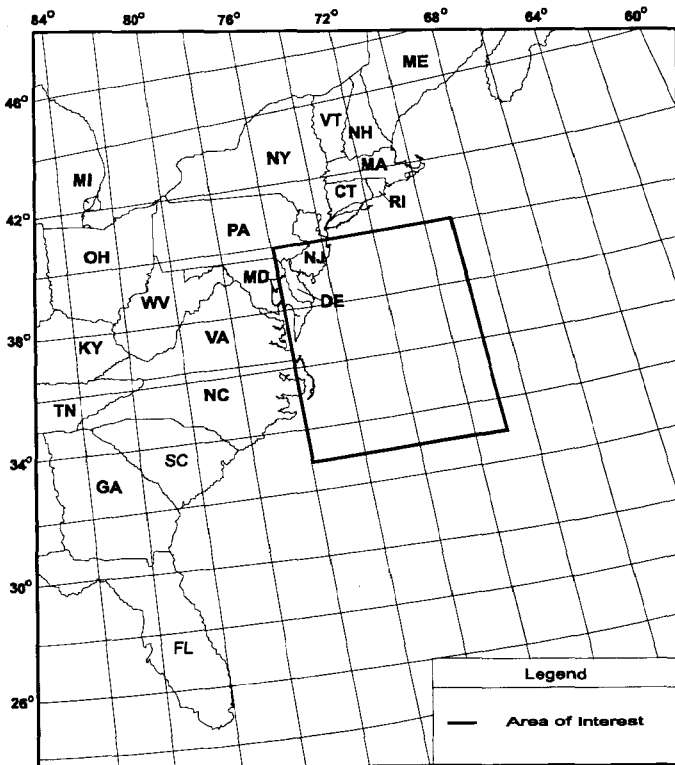 84° 80° 76° 72° 68° 64° 60°
ME
46°
VT
NH
NY
MA
MI
CT
RI
42°
PA
OH
NJ
MD
DE
WV
VA
38°
KY
NC
TN
SC
34°
GA
30°
FL
Legend
26°
Area of Interest